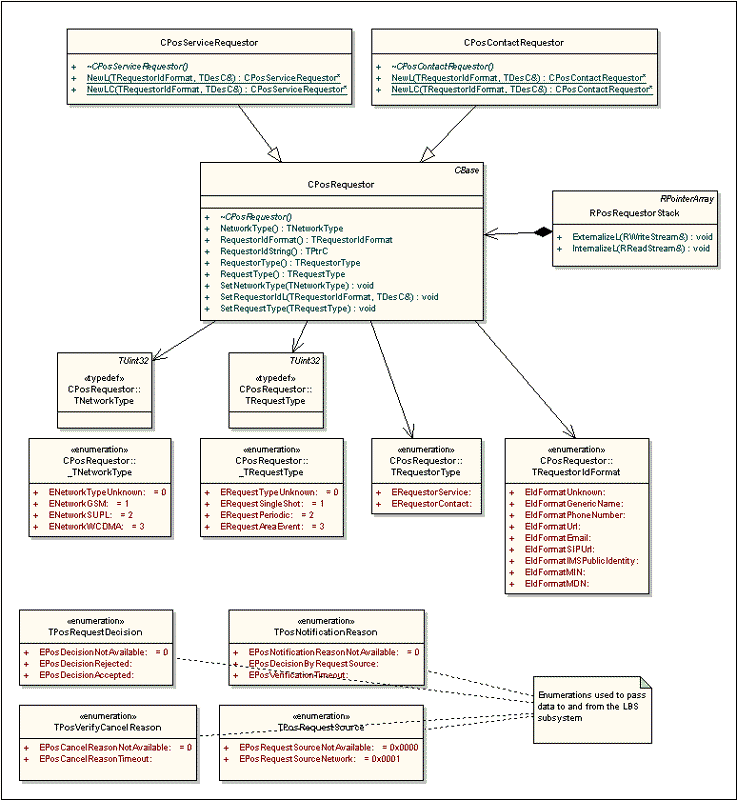 CPosServiceRequestor
+ ~CPosServiceRequestor()
+ NewL(TRequestorIdFormat, TDesC&) : CPosServiceRequestor*
+ NewLC(TRequestorIdFormat, TDesC&) : CPosServiceRequestor*
CPosContactRequestor
+ ~CPosContactRequestor()
+ NewL(TRequestorIdFormat, TDesC&) : CPosContactRequestor*
+ NewLC(TRequestorIdFormat, TDesC&) : CPosContactRequestor*
CBase
CPosRequestor
+ ~CPosRequestor()
+ NetworkType() : TNetworkType
+ RequestorIdFormat() : TRequestorIdFormat
+ RequestorIdString() : TPtrC
+ RequestorType() : TRequestorType
+ RequestType() : TRequestType
+ SetNetworkType(TNetworkType) : void
+ SetRequestorIdL(TRequestorIdFormat, TDesC&) : void
+ SetRequestType(TRequestType) : void
RPointerArray
RPosRequestorStack
+ ExternalizeL(RWriteStream&) : void
+ InternalizeL(RReadStream&) : void
TUint32
«typedef»
CPosRequestor::
TNetworkType
TUint32
«typedef»
CPosRequestor::
TRequestType
«enumeration»
CPosRequestor::
_TNetworkType
+ ENetworkTypeUnknown: = 0
+ ENetworkGSM: = 1
+ ENetworkSUPL: = 2
+ ENetworkWCDMA: = 3
«enumeration»
CPosRequestor::
_TRequestType
+ ERequestTypeUnknown: = 0
+ ERequestSingleShot: = 1
+ ERequestPeriodic: = 2
+ ERequestAreaEvent: = 3
«enumeration»
CPosRequestor::
TRequestorType
+ ERequestorService:
+ ERequestorContact:
«enumeration»
CPosRequestor::
TRequestorIdFormat
+ EIdFormatUnknown:
+ EIdFormatGenericName:
+ EIdFormatPhoneNumber:
+ EIdFormatUrl:
+ EIdFormatEmail:
+ EIdFormatSIPUrl:
+ EIdFormatIMSPublicIdentity:
+ EIdFormatMIN:
+ EIdFormatMDN:
«enumeration»
TPosRequestDecision
+ EPosDecisionNotAvailable: = 0
+ EPosDecisionRejected:
+ EPosDecisionAccepted:
«enumeration»
TPosNotificationReason
+ EPosNotificationReasonNotAvailable: = 0
+ EPosDecisionByRequestSource:
+ EPosVerificationTimeout:
Enumerations used to pass
data to and from the LBS
subsystem
«enumeration»
TPosVerifyCancelReason
+ EPosCancelReasonNotAvailable: = 0
+ EPosCancelReasonTimeout:
«enumeration»
TPosRequestSource
+ EPosRequestSourceNotAvailable: = 0x0000
+ EPosRequestSourceNetwork: = 0x0001